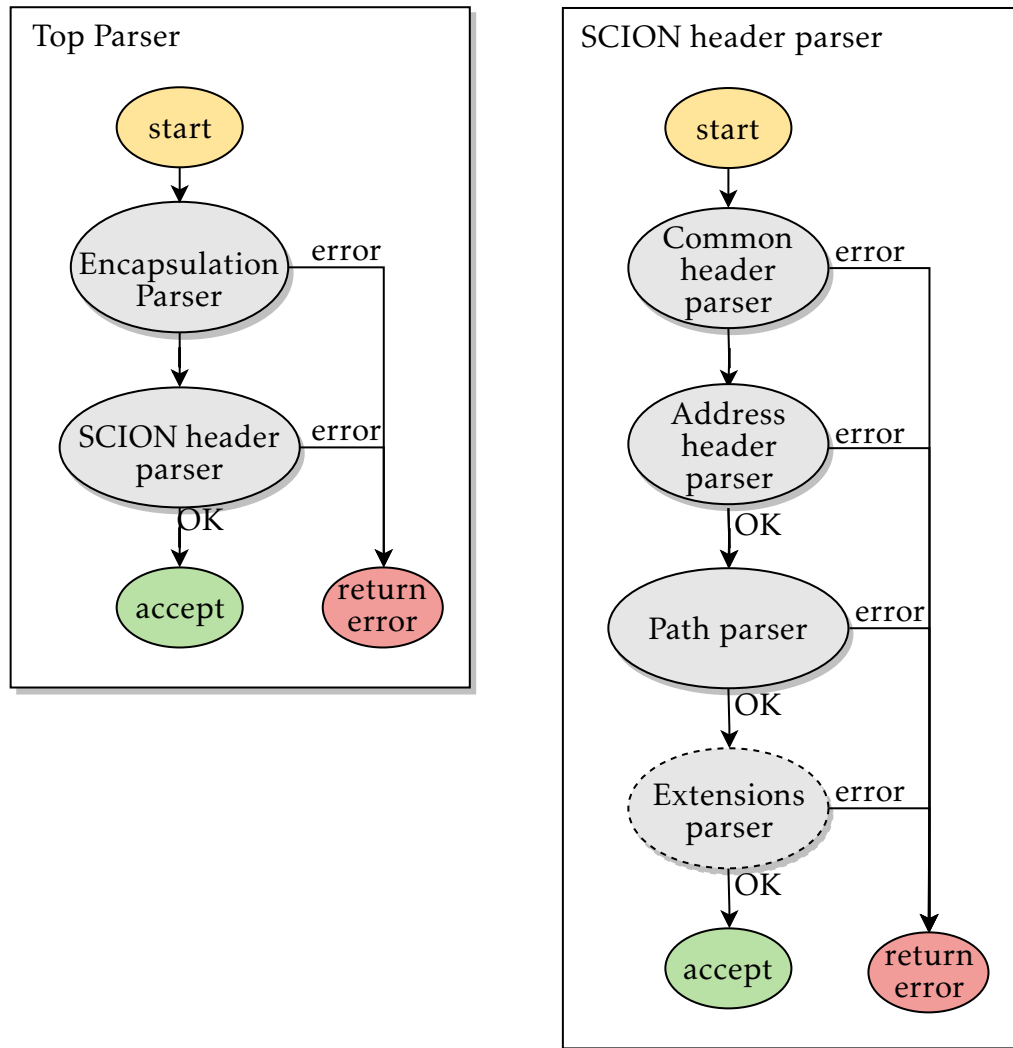 Top Parser
start
Encapsulation
Parser
error
SCION header
parser
error
OK
accept
return
error
SCION header parser
start
Common
header
parser
error
Address
header
parser
error
OK
Path parser
error
OK
Extensions
parser
error
OK
accept
return
error